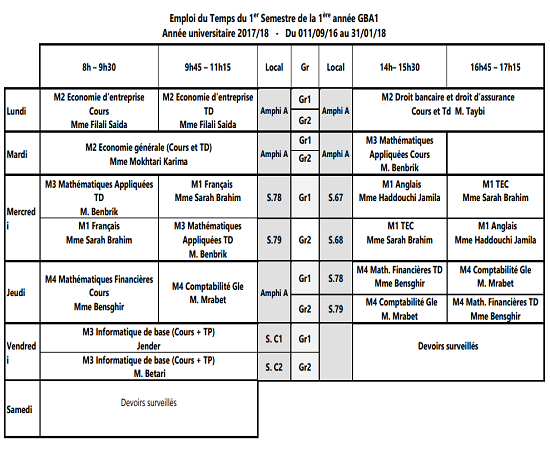 Emploi du Temps du 1er Semestre de la 1ère année GBA1
Année universitaire 2017/18 - Du 011/09/16 au 31/01/18
8h – 9h30 9h45 – 11h15 Local Gr Local 14h– 15h30 16h45 – 17h15
Lundi
M2 Economie d'entreprise
Cours
Mme Filali Saida
M2 Economie d'entreprise
TD
Mme Filali Saida
Amphi A
Gr1
Gr2
Amphi A
M2 Droit bancaire et droit d'assurance
Cours et Td M. Taybi
Mardi
M2 Economie générale (Cours et TD)
Mme Mokhtari Karima
Amphi A
Gr1
Gr2
Amphi A
M3 Mathématiques
Appliquées Cours
M. Benbrik
Mercred
i
M3 Mathématiques Appliquées
TD
M. Benbrik
M1 Français
Mme Sarah Brahim
S.78
Gr1
S.67
M1 Anglais
Mme Haddouchi Jamila
M1 TEC
Mme Sarah Brahim
M1 Français
Mme Sarah Brahim
M3 Mathématiques
Appliquées TD
M. Benbrik
S.79
Gr2
S.68
M1 TEC
Mme Sarah Brahim
M1 Anglais
Mme Haddouchi Jamila
Jeudi
M4 Mathématiques Financières
Cours
Mme Bensghir
M4 Comptabilité Gle
M. Mrabet
Amphi A
Gr1
S.78
M4 Math. Financières TD
Mme Bensghir
M4 Comptabilité Gle
M. Mrabet
Gr2
S.79
M4 Comptabilité Gle
M. Mrabet
M4 Math. Financières TD
Mme Bensghir
Vendred
i
M3 Informatique de base (Cours + TP)
Jender
S. C1
Gr1
Devoirs surveillés
M3 Informatique de base (Cours + TP)
M. Betari
S. C2
Gr2
Samedi
Devoirs surveillés